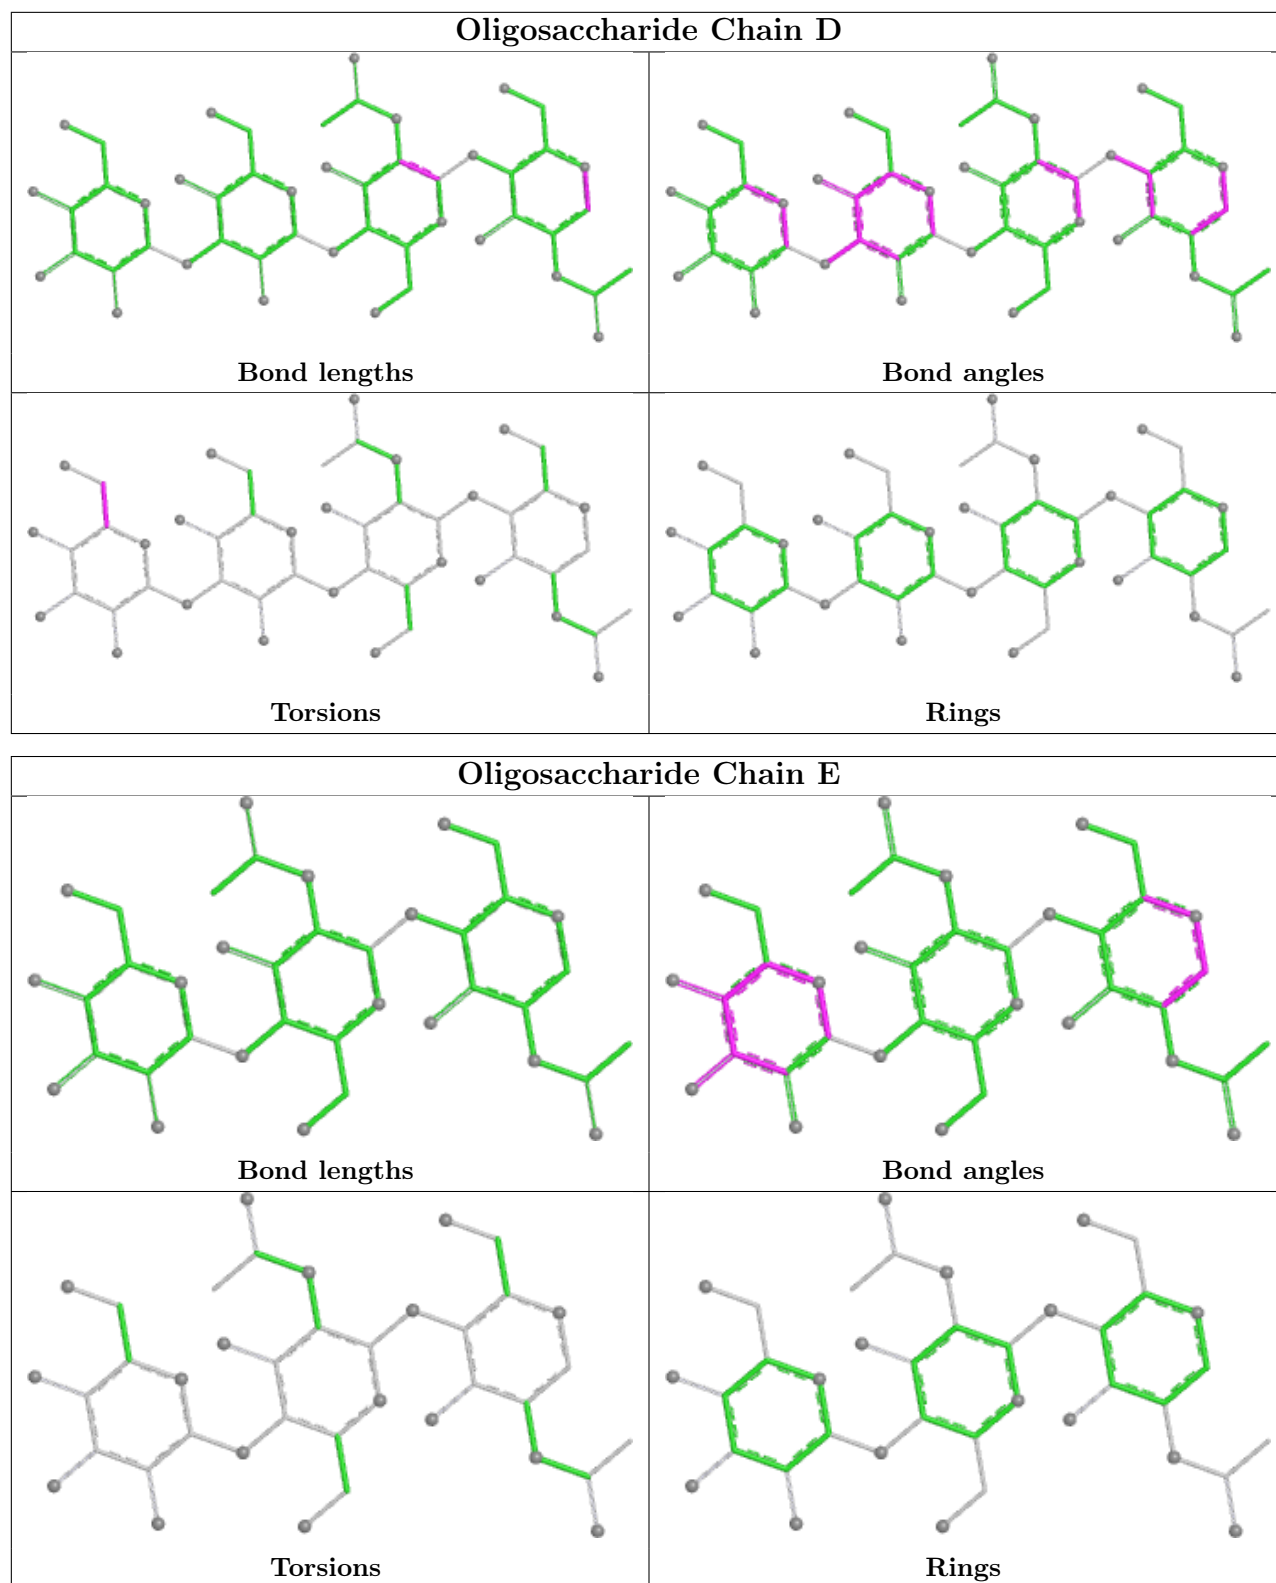 Oligosaccharide Chain D
Bond lengths
Bond angles
Torsions
Rings
Oligosaccharide Chain E
Bond lengths
Bond angles
Torsions
Rings